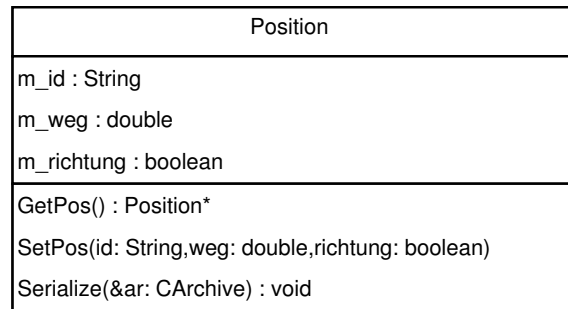 Position
m_id : String
m_weg : double
m_richtung : boolean
GetPos() : Position*
SetPos(id: String,weg: double,richtung: boolean)
Serialize(&ar: CArchive) : void